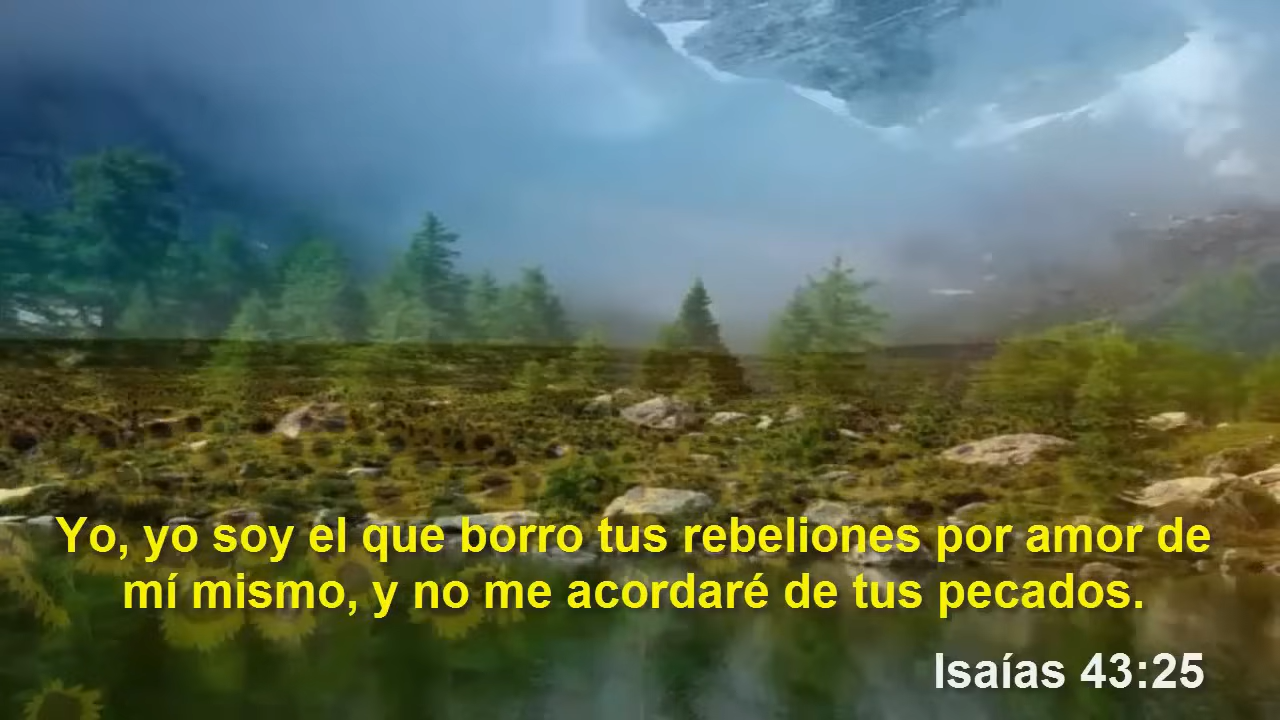 Yo, yo soy el que borro tus rebeliones por amor de
mí mismo, y no me acordaré de tus pecados.
Isaías 43:25